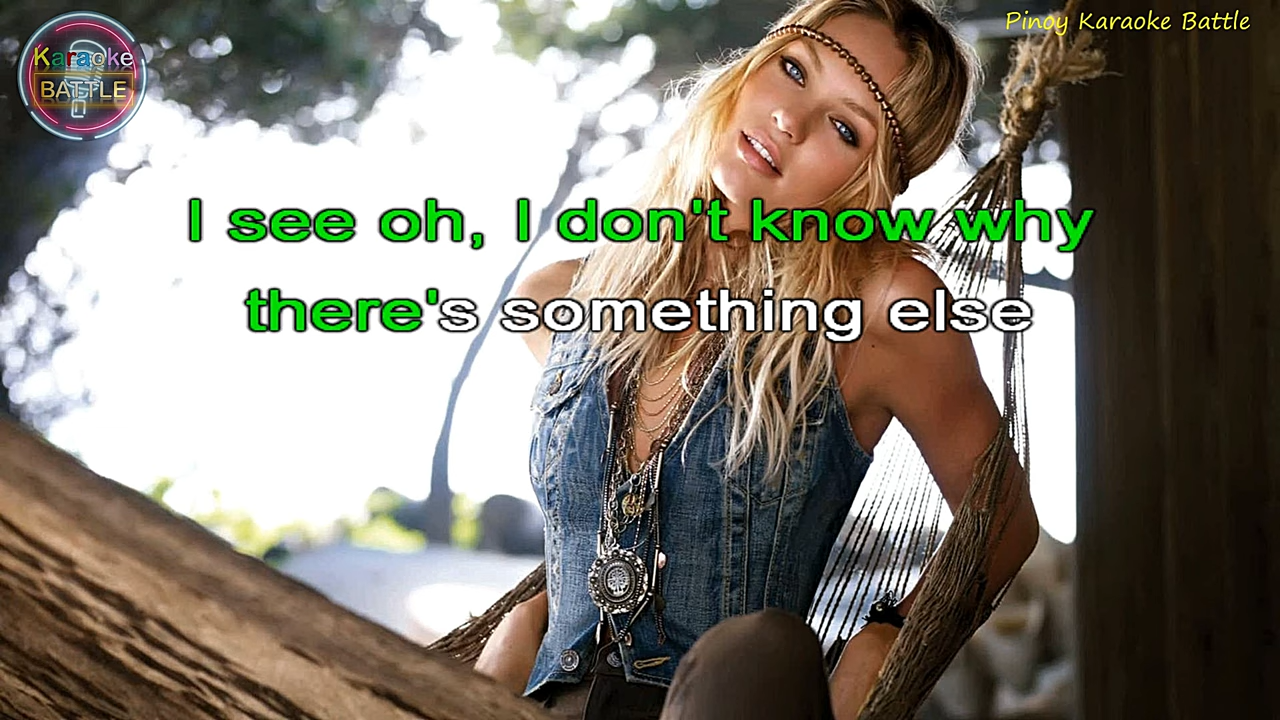 Pinoy Karaoke Battle
Karaoke
BATTLE
I see oh, I don't know why
there's something else